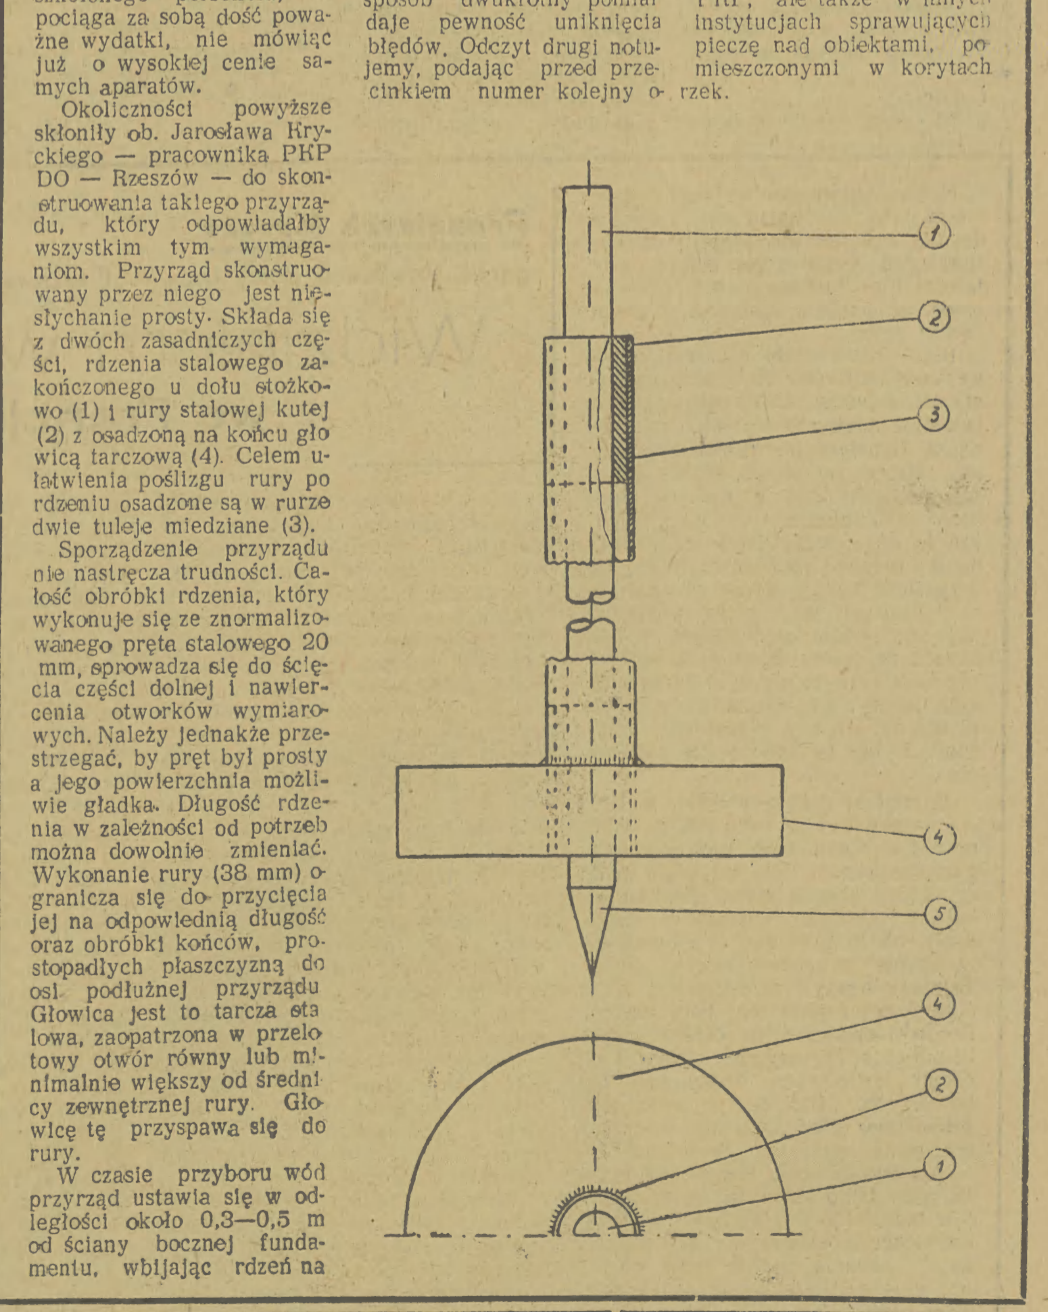 pociąga za sobą dość powa-
żne wydatki, nie mówiąc
już o wysokiej cenie sa-
mych aparatów.
Okoliczności powyższe
skłoniły ob. Jarosława Kry-
ckiego — pracownika PKP
DO — Rzeszów — do skon-
struowania takiego przyrzą-
du, który odpowiadałby
wszystkim tym wymaga-
niom. Przyrząd skonstruo-
wany przez niego jest nie-
słychanie prosty. Składa się
z dwóch zasadniczych czę-
ści, rdzenia stalowego za-
kończonego u dołu stożko-
wo (1) i rury stalowej kutej
(2) z osadzoną na końcu gło
wicą tarczową (4). Celem u-
łatwienia poślizgu rury po
rdzeniu osadzone są w rurze
dwie tuleje miedziane (3).
Sporządzenie przyrządu
nie nastręcza trudności. Ca-
łość obróbki rdzenia, który
wykonuje się ze znormalizo-
wanego pręta stalowego 20
mm, sprowadza się do ścię-
cia części dolnej i nawier-
cenia otworków wymiaro-
wych. Należy jednakże prze-
strzegać, by pręt był prosty
a jego powierzchnia możli-
wie gładka. Długość rdze-
nia w zależności od potrzeb
można dowolnie zmieniać.
Wykonanie rury (38 mm) o-
granicza się do przycięcia
jej na odpowiednią długość
oraz obróbki końców, pro-
stopadłych płaszczyzną do
osi podłużnej przyrządu
Głowica jest to tarcza sta
lowa, zaopatrzona w przelo
towy otwór równy lub mi-
nimalnie większy od średni
cy zewnętrznej rury. Gło-
wicę tę przyspawa się do
rury.
W czasie przyboru wód
przyrząd ustawia się w od-
ległości około 0,3—0,5 m
od ściany bocznej funda-
mentu, wbijając rdzeń na
sposób dwukrotny pomiar
daje pewność uniknięcia
błędów. Odczyt drugi notu-
jemy, podając przed prze-
cinkiem numer kolejny o-
instytucjach sprawujących
pieczę nad obiektami, po
mieszczonymi w korytach
rzek.
1
2
3
4
5
4
2
1